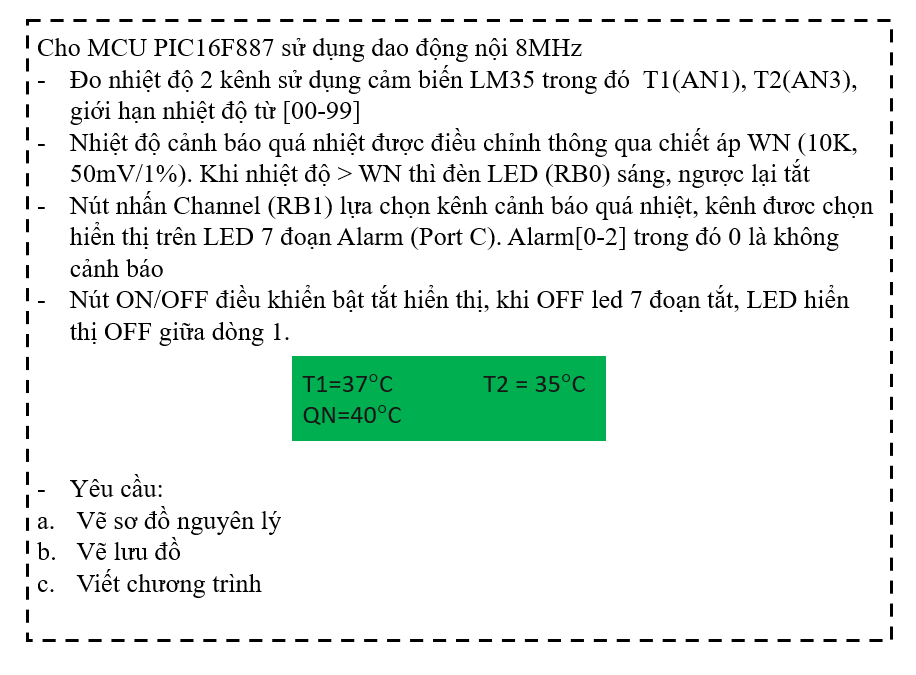 Cho MCU PIC16F887 sử dụng dao động nội 8MHz
- Đo nhiệt độ 2 kênh sử dụng cảm biến LM35 trong đó T1(AN1), T2(AN3),
giới hạn nhiệt độ từ [00-99]
- Nhiệt độ cảnh báo quá nhiệt được điều chỉnh thông qua chiết áp WN (10K,
50mV/1%). Khi nhiệt độ > WN thì đèn LED (RB0) sáng, ngược lại tắt
- Nút nhấn Channel (RB1) lựa chọn kênh cảnh báo quá nhiệt, kênh đươc chọn
hiển thị trên LED 7 đoạn Alarm (Port C). Alarm[0-2] trong đó 0 là không
cảnh báo
- Nút ON/OFF điều khiển bật tắt hiển thị, khi OFF led 7 đoạn tắt, LED hiển
thị OFF giữa dòng 1.
T1=37°C T2 = 35°C
QN=40°C
- Yêu cầu:
a. Vẽ sơ đồ nguyên lý
b. Vẽ lưu đồ
c. Viết chương trình